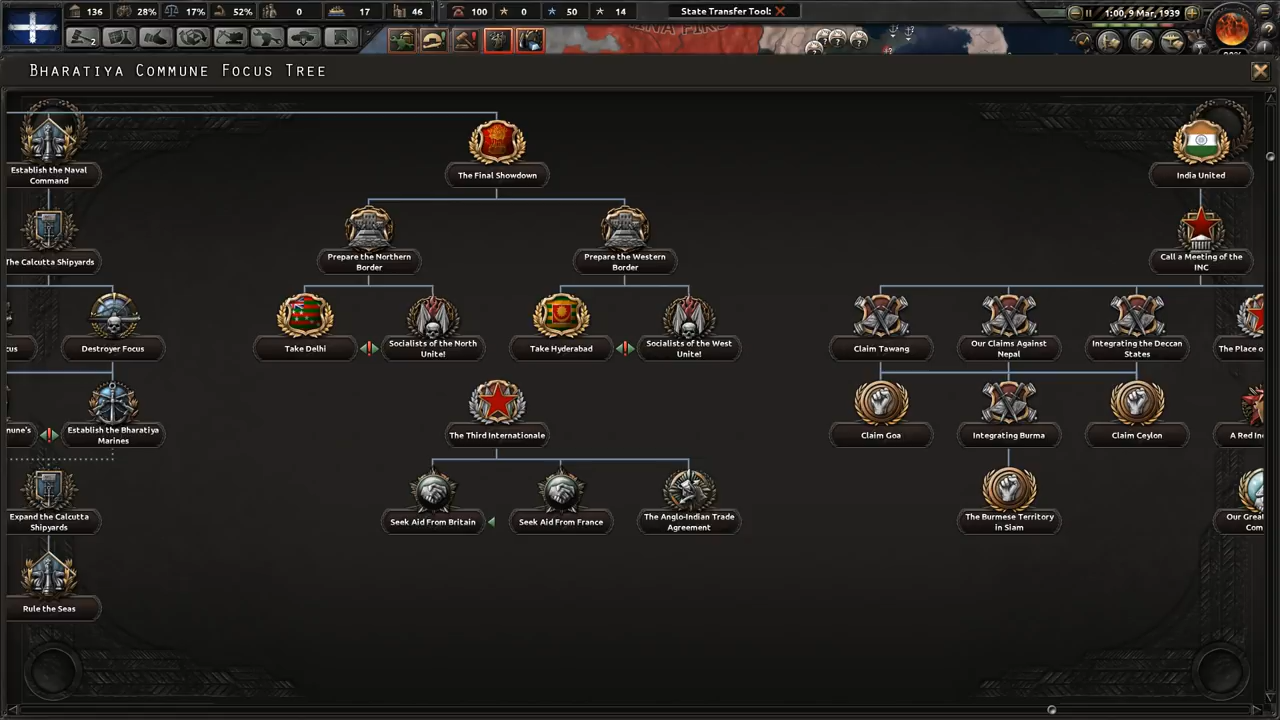 136
28%
17%
52%
0
17
46
100
0
50
14
State Transfer Tool:
1:00, 9 Mar, 1939
Bharatiya Commune Focus Tree
Establish the Naval
Command
The Final Showdown
India United
The Calcutta Shipyards
Prepare the Northern
Border
Prepare the Western
Border
Call a Meeting of the
INC
Destroyer Focus
Take Delhi
Socialists of the North
Unite!
Take Hyderabad
Socialists of the West
Unite!
Claim Tawang
Our Claims Against
Nepal
Integrating the Deccan
States
The Place o
Establish the Bharatiya
Marines
The Third Internationale
Claim Goa
Integrating Burma
Claim Ceylon
A Red In
Expand the Calcutta
Shipyards
Seek Aid From Britain
Seek Aid From France
The Anglo-Indian Trade
Agreement
The Burmese Territory
in Siam
Our Grea
Com
Rule the Seas